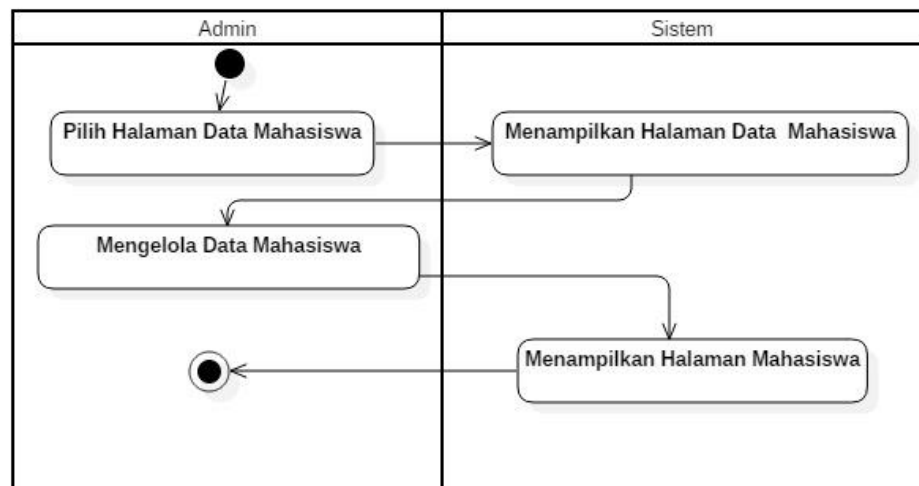 Admin
Sistem
Pilih Halaman Data Mahasiswa
Menampilkan Halaman Data  Mahasiswa
Mengelola Data Mahasiswa
Menampilkan Halaman Mahasiswa